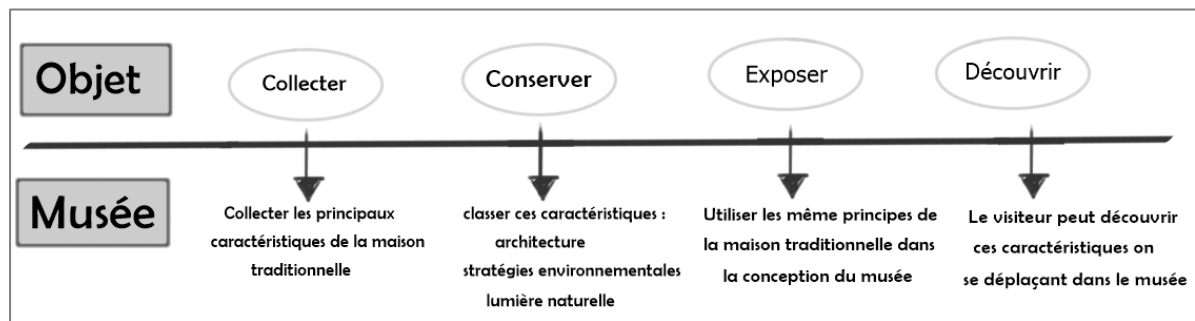 Objet
Collecter
Conserver
Exposer
Découvrir
Musée
Collecter les principaux
caractéristiques de la maison
traditionnelle
classer ces caractéristiques :
architecture
stratégies environnementales
lumière naturelle
Utiliser les même principes de
la maison traditionnelle dans
la conception du musée
Le visiteur peut découvrir
ces caractéristiques on
se déplaçant dans le musée